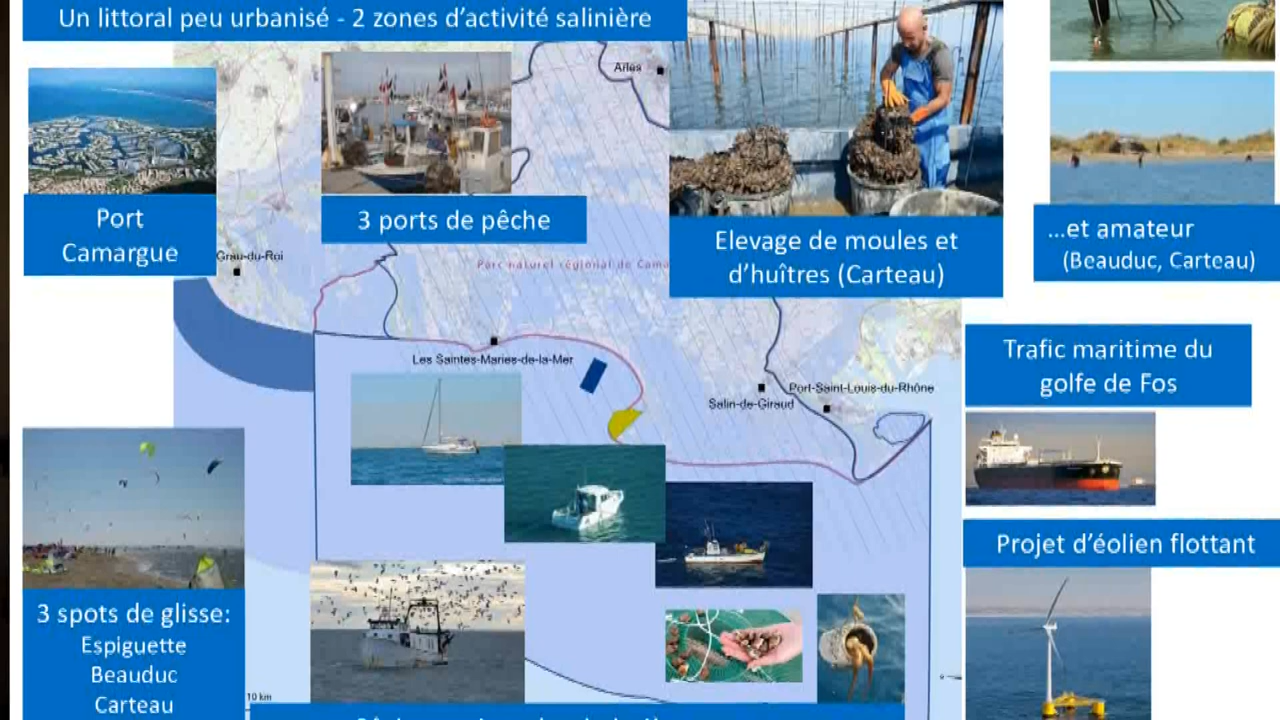 Un littoral peu urbanisé - 2 zones d'activité salinière
Arles
Port
Camargue
3 ports de pêche
Elevage de moules et
d'huîtres (Carteau)
...et amateur
(Beauduc, Carteau)
Grau-du-Roi
Parc naturel régional de Cama
Les Saintes-Maries-de-la-Mer
Port-Saint-Louis-du-Rhône
Salin-de-Giraud
Trafic maritime du
golfe de Fos
Projet d'éolien flottant
3 spots de glisse:
Espiguette
Beauduc
Carteau
10 km